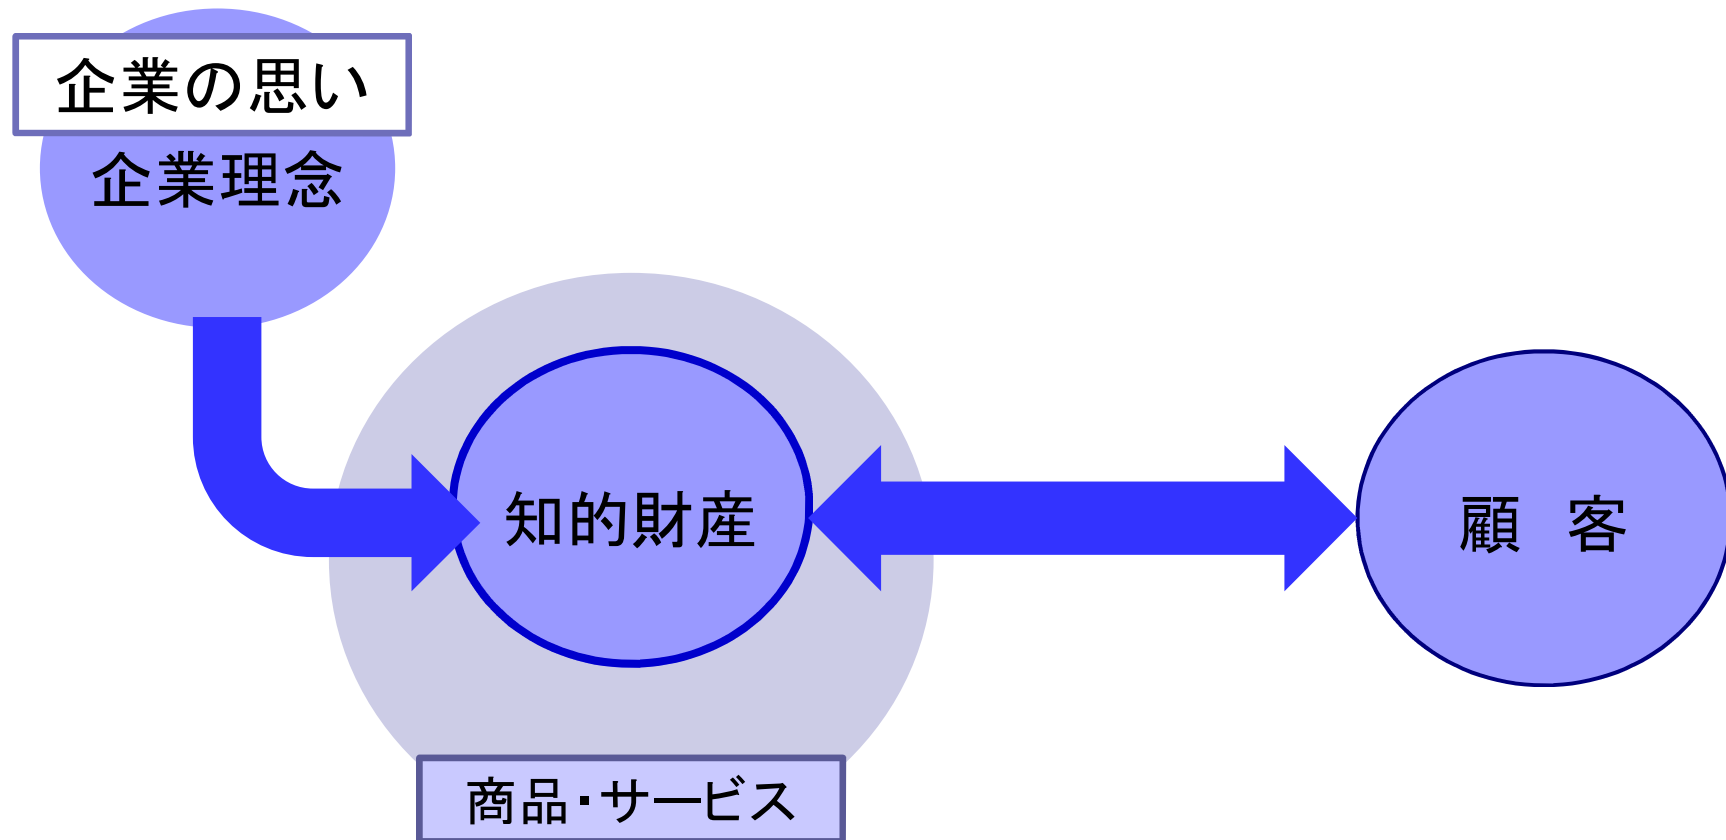 企業の思い
企業理念
知的財産
顧　客
商品・サービス